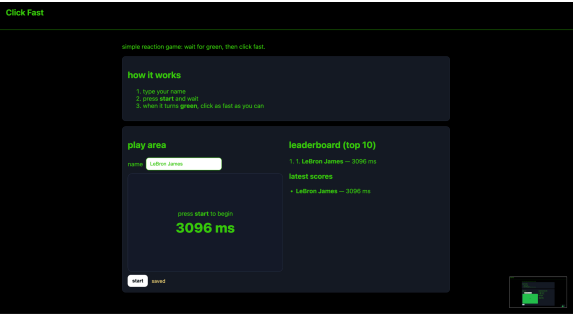 Click Fast
simple reaction game: wait for green, then click fast.
how it works
1. type your name
2. press start and wait
3. when it turns green, click as fast as you can
play area
name LeBron James
press start to begin
3096 ms
start saved
leaderboard (top 10)
1. 1. LeBron James — 3096 ms
latest scores
• LeBron James — 3096 ms